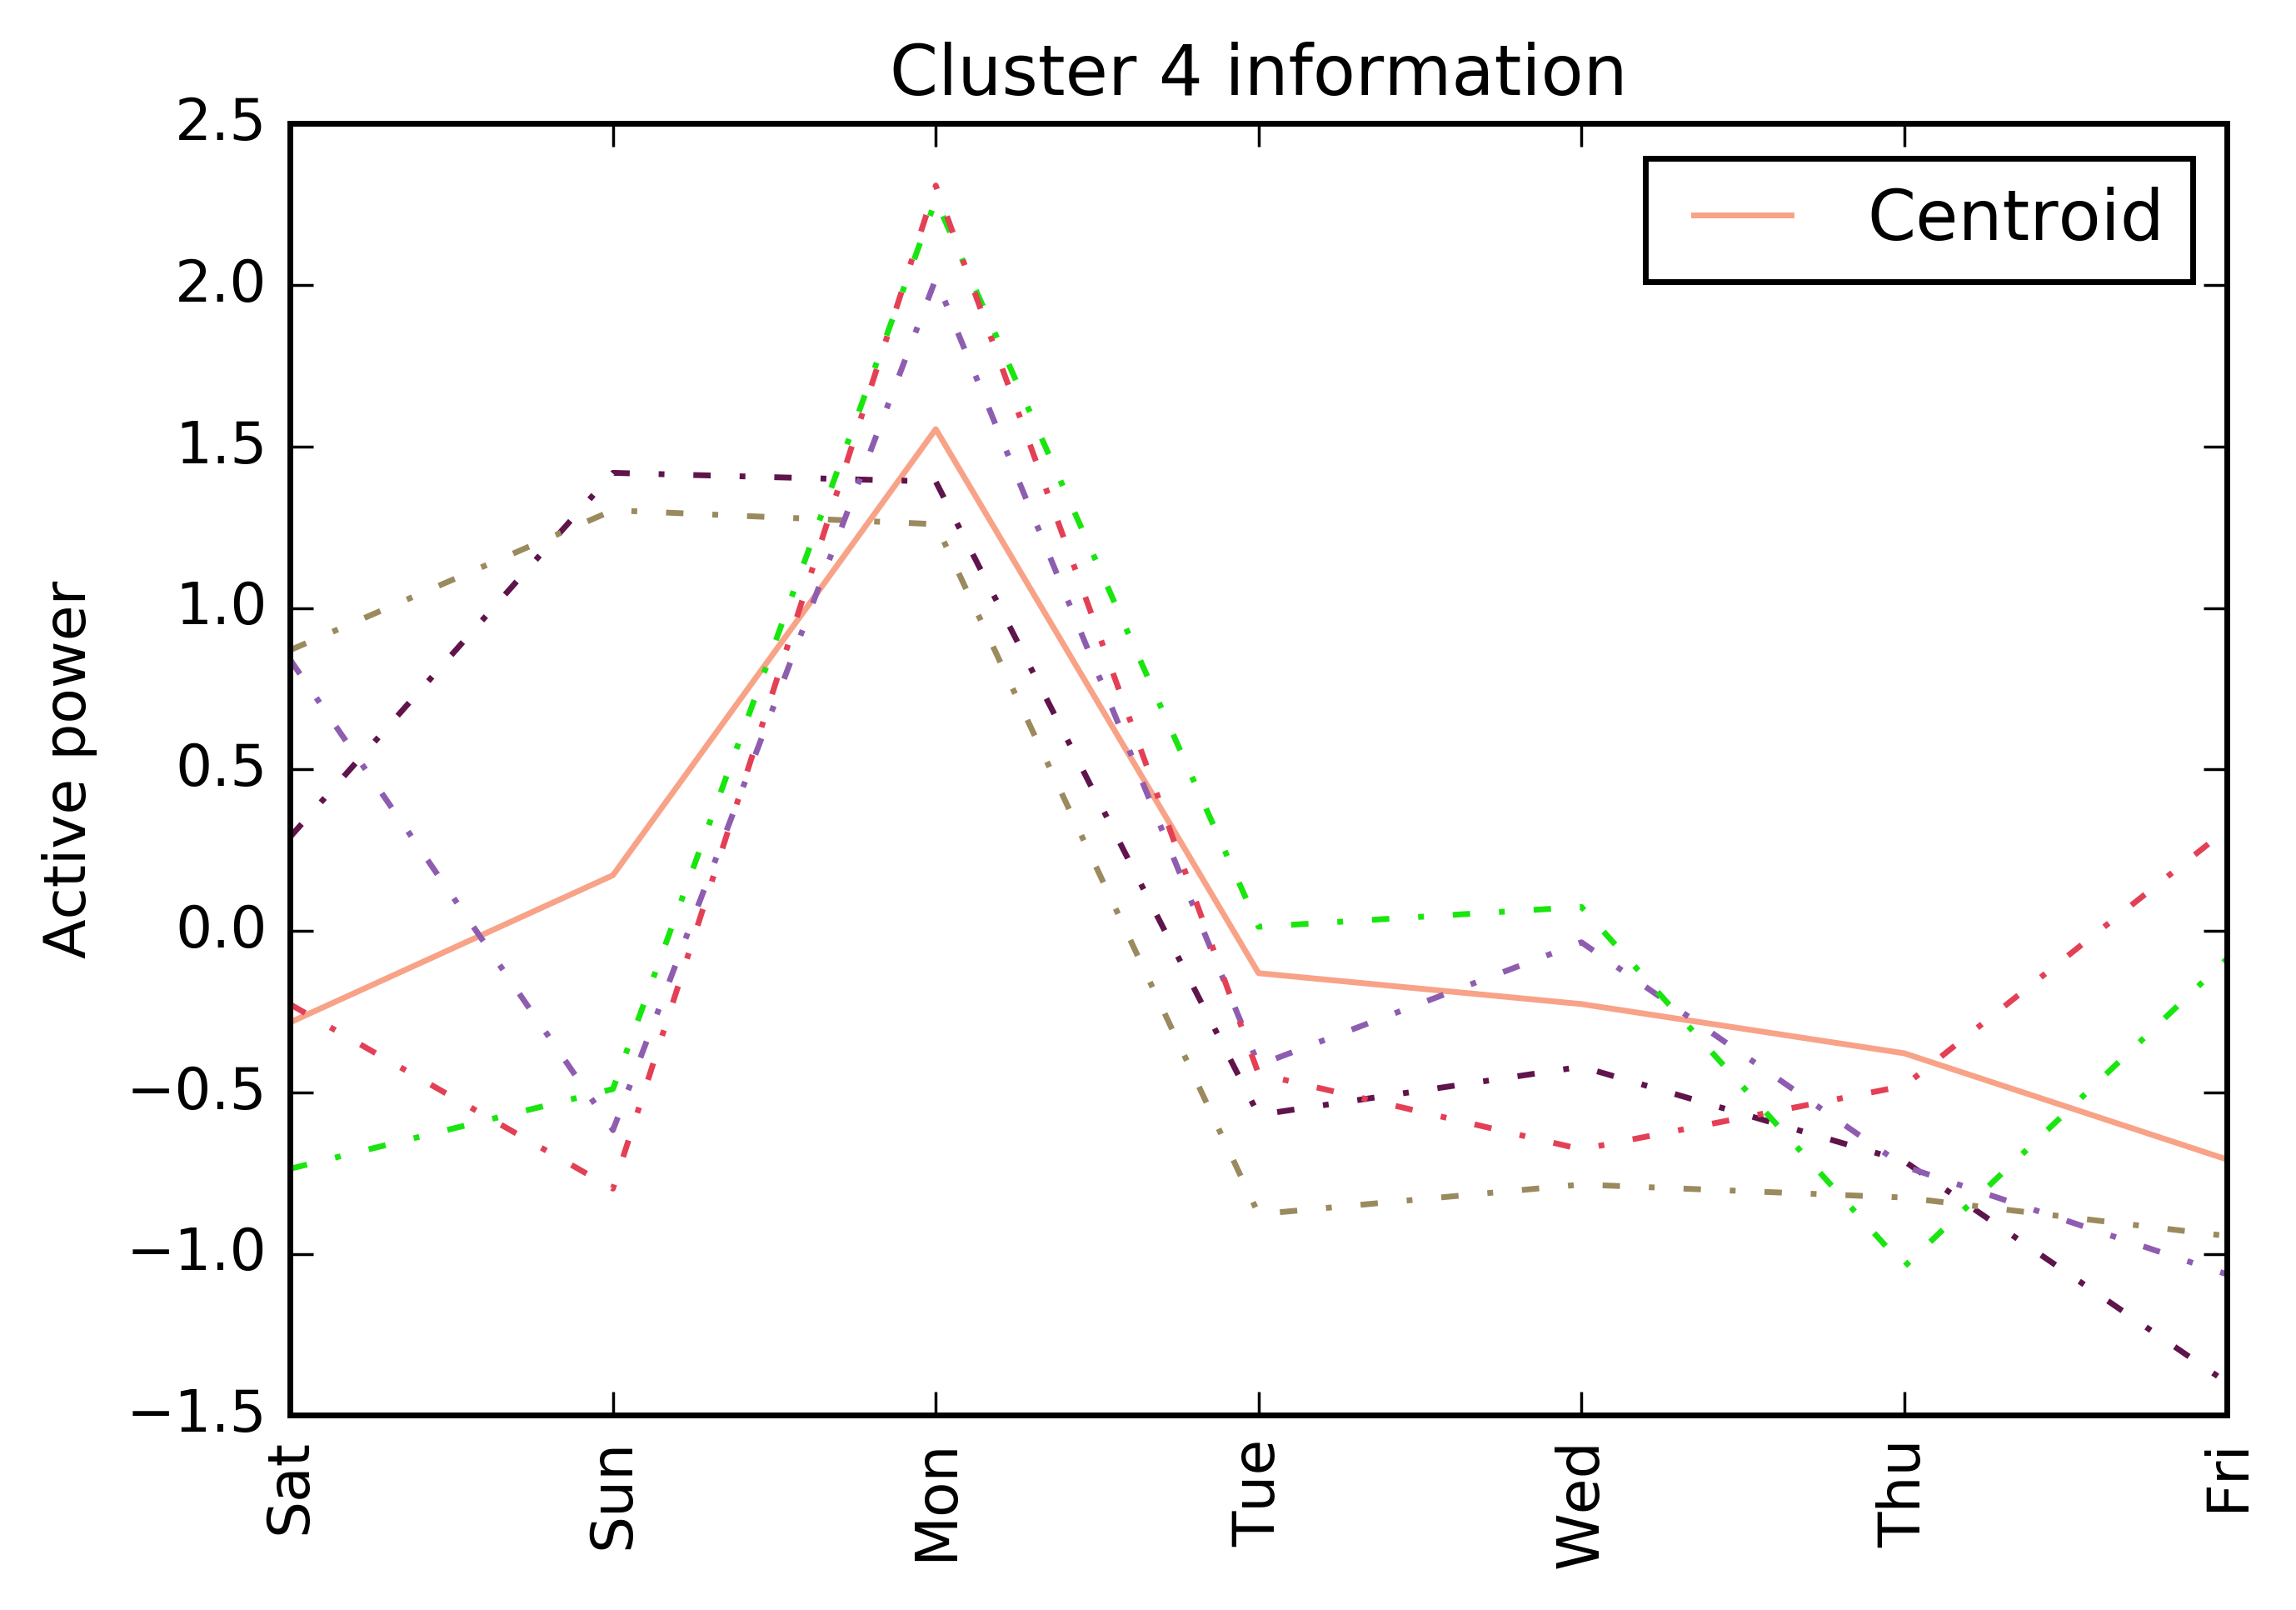 Cluster 4 information
2.5
2.0
1.5
1.0
0.5
0.0
−0.5
−1.0
−1.5
Active power
Centroid
Sat
Sun
Mon
Tue
Wed
Thu
Fri